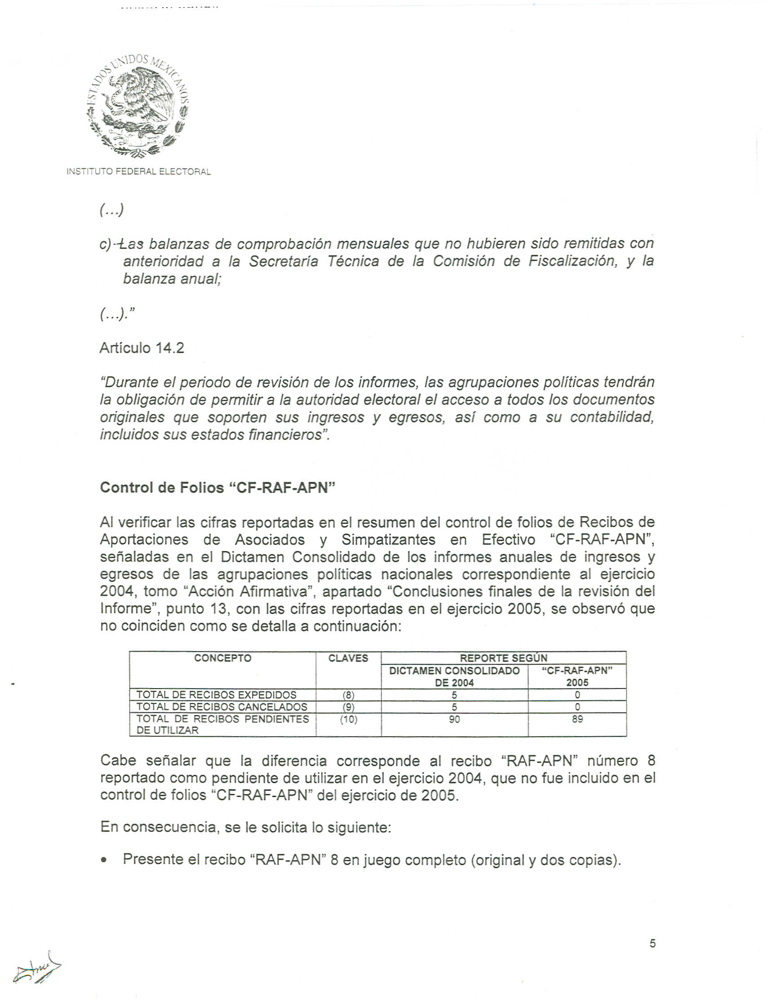 ESTADOS UNIDOS MEXICANOS
INSTITUTO FEDERAL ELECTORAL
(...)
c) Las balanzas de comprobación mensuales que no hubieren sido remitidas con
anterioridad a la Secretaría Técnica de la Comisión de Fiscalización, y la
balanza anual;
(...)."
Artículo 14.2
“Durante el periodo de revisión de los informes, las agrupaciones políticas tendrán
la obligación de permitir a la autoridad electoral el acceso a todos los documentos
originales que soporten sus ingresos y egresos, así como a su contabilidad,
incluidos sus estados financieros”.
Control de Folios “CF-RAF-APN”
Al verificar las cifras reportadas en el resumen del control de folios de Recibos de
Aportaciones de Asociados y Simpatizantes en Efectivo “CF-RAF-APN”,
señaladas en el Dictamen Consolidado de los informes anuales de ingresos y
egresos de las agrupaciones políticas nacionales correspondiente al ejercicio
2004, tomo “Acción Afirmativa”, apartado “Conclusiones finales de la revisión del
Informe”, punto 13, con las cifras reportadas en el ejercicio 2005, se observó que
no coinciden como se detalla a continuación:
CONCEPTO CLAVES REPORTE SEGÚN
DICTAMEN CONSOLIDADO “CF-RAF-APN”
DE 2004 2005
TOTAL DE RECIBOS EXPEDIDOS (8) 5 0
TOTAL DE RECIBOS CANCELADOS (9) 5 0
TOTAL DE RECIBOS PENDIENTES (10) 90 89
DE UTILIZAR
Cabe señalar que la diferencia corresponde al recibo “RAF-APN” número 8
reportado como pendiente de utilizar en el ejercicio 2004, que no fue incluido en el
control de folios “CF-RAF-APN” del ejercicio de 2005.
En consecuencia, se le solicita lo siguiente:
• Presente el recibo “RAF-APN” 8 en juego completo (original y dos copias).
5